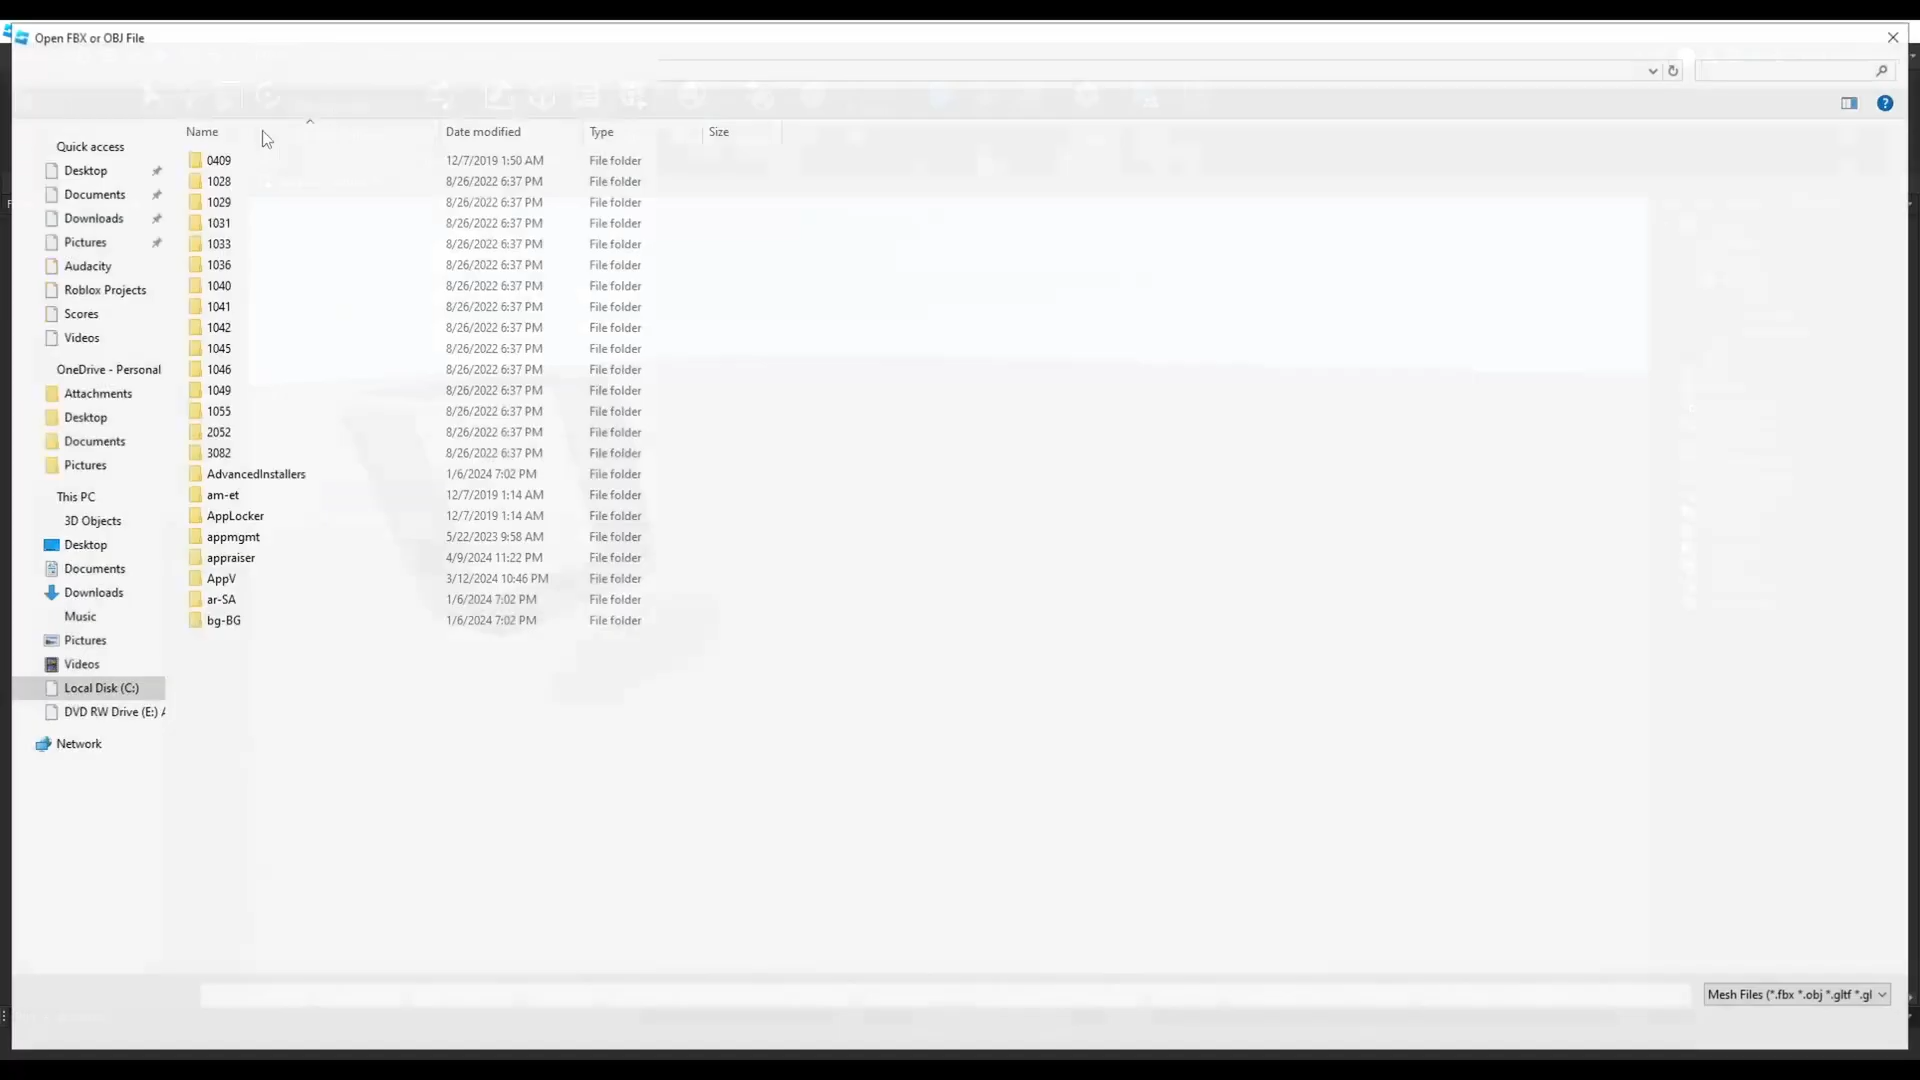 Open FBX or OBJ File
Name Date modified Type Size
Quick access
Desktop
Documents
Downloads
Pictures
Audacity
Roblox Projects
Scores
Videos
OneDrive - Personal
Attachments
Desktop
Documents
Pictures
This PC
3D Objects
Desktop
Documents
Downloads
Music
Pictures
Videos
Local Disk (C:)
DVD RW Drive (E:) A
Network
0409 12/7/2019 1:50 AM File folder
1028 8/26/2022 6:37 PM File folder
1029 8/26/2022 6:37 PM File folder
1031 8/26/2022 6:37 PM File folder
1033 8/26/2022 6:37 PM File folder
1036 8/26/2022 6:37 PM File folder
1040 8/26/2022 6:37 PM File folder
1041 8/26/2022 6:37 PM File folder
1042 8/26/2022 6:37 PM File folder
1045 8/26/2022 6:37 PM File folder
1046 8/26/2022 6:37 PM File folder
1049 8/26/2022 6:37 PM File folder
1055 8/26/2022 6:37 PM File folder
2052 8/26/2022 6:37 PM File folder
3082 8/26/2022 6:37 PM File folder
AdvancedInstallers 1/6/2024 7:02 PM File folder
am-et 12/7/2019 1:14 AM File folder
AppLocker 12/7/2019 1:14 AM File folder
appmgmt 5/22/2023 9:58 AM File folder
appraiser 4/9/2024 11:22 PM File folder
AppV 3/12/2024 10:46 PM File folder
ar-SA 1/6/2024 7:02 PM File folder
bg-BG 1/6/2024 7:02 PM File folder
Mesh Files (*.fbx *.obj *.gltf *.gl